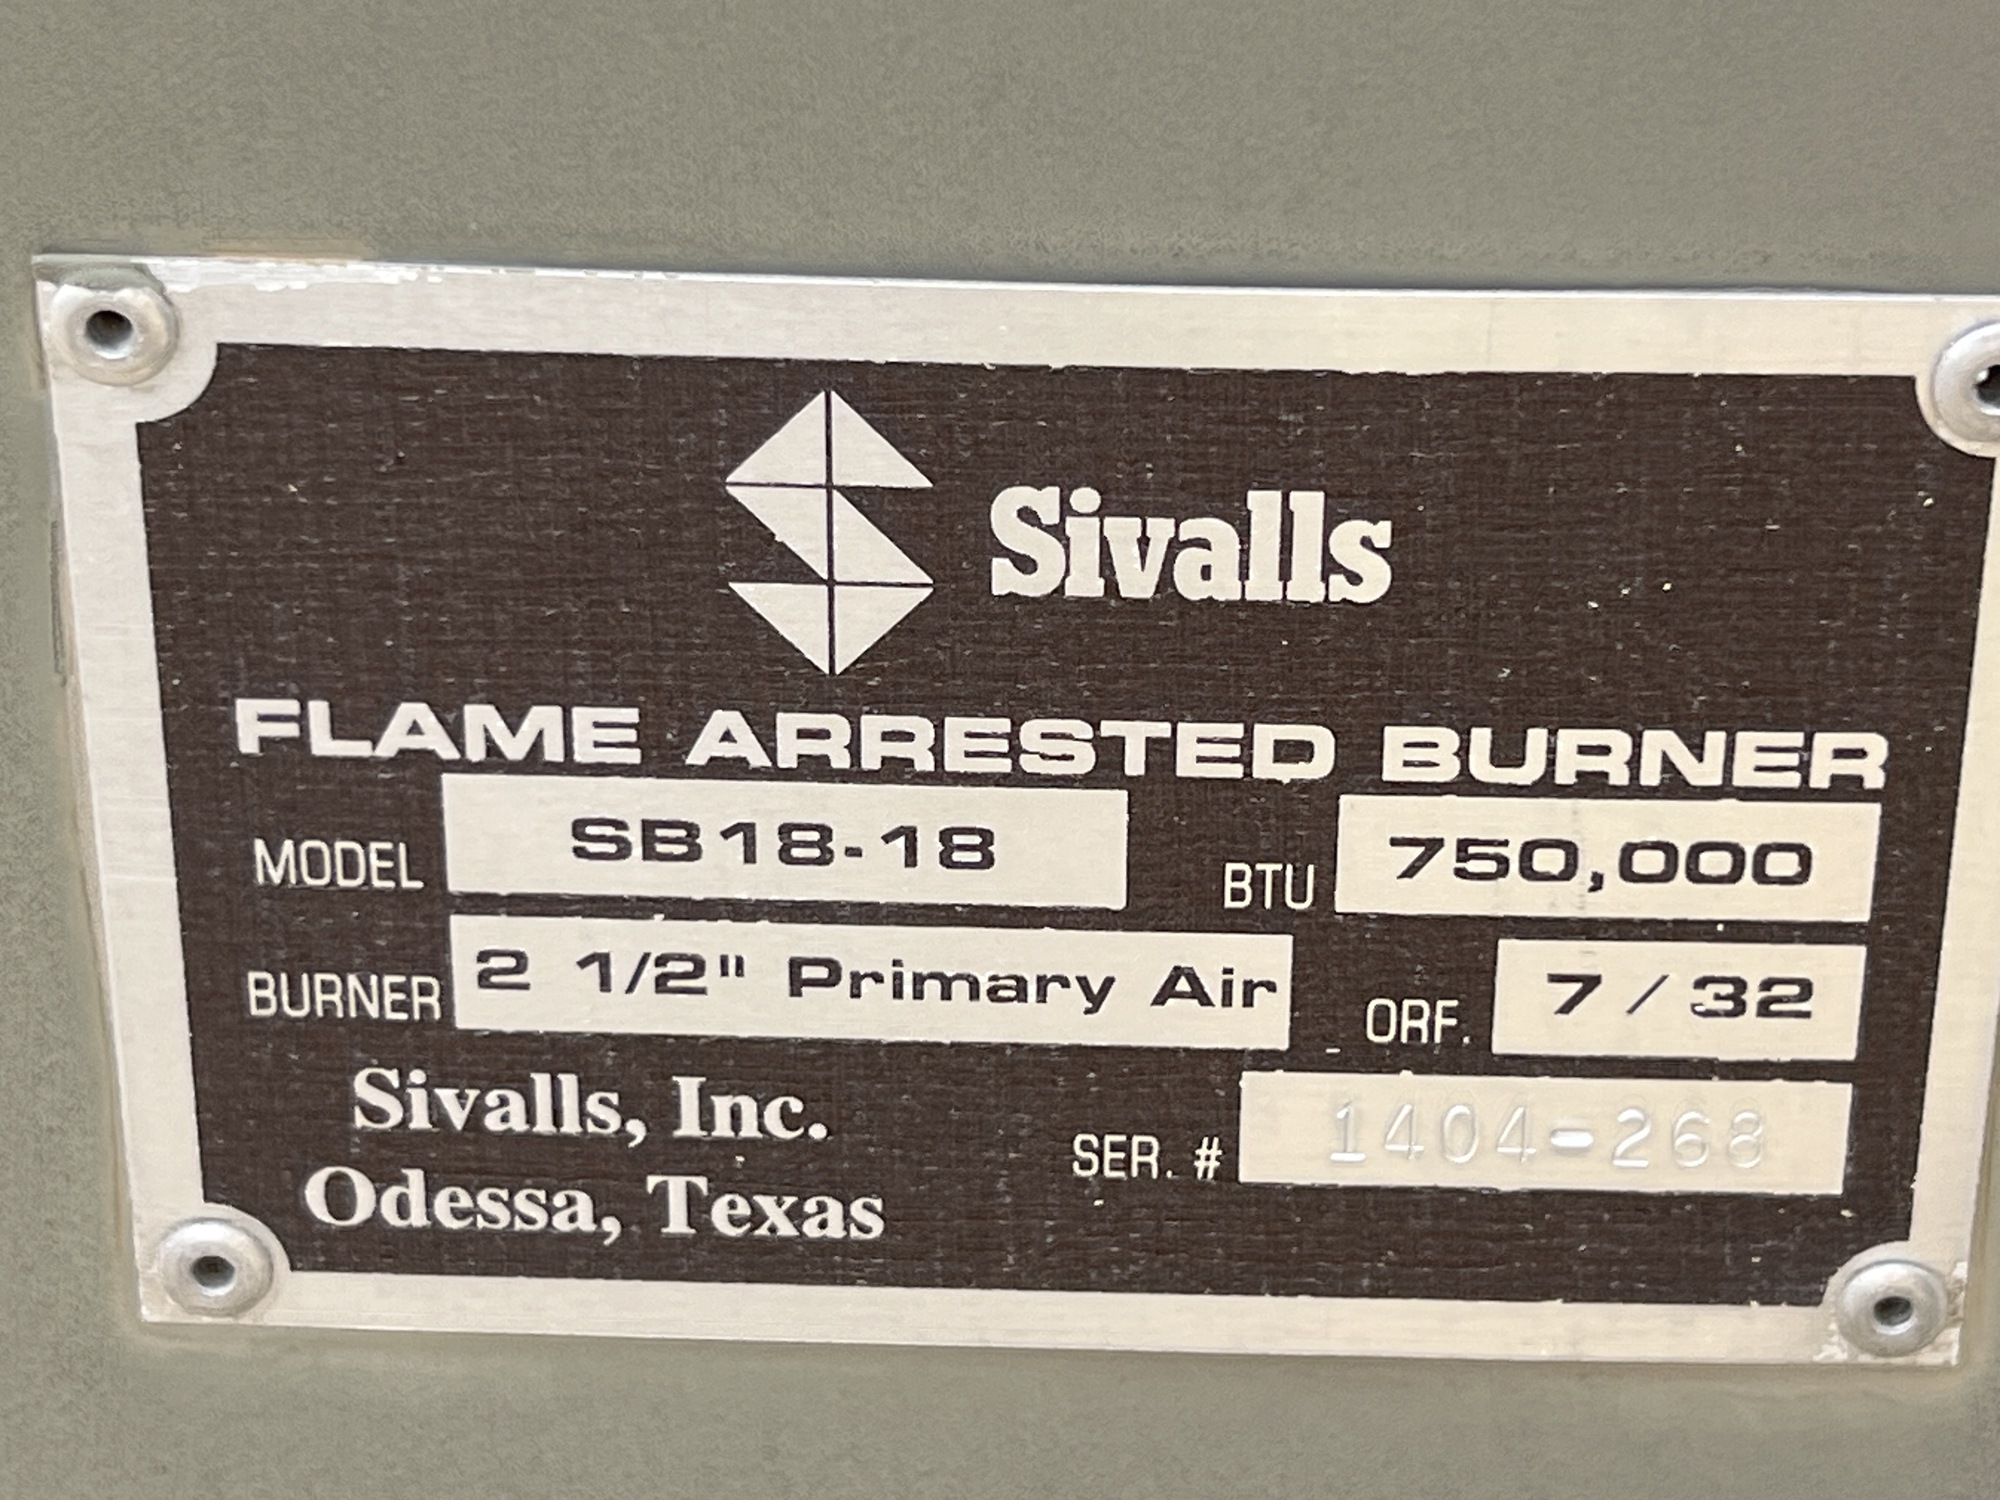 Sivalls
FLAME ARRESTED BURNER
MODEL SB18-18 BTU 750,000
BURNER 2 1/2" Primary Air ORF. 7/32
Sivalls, Inc.
Odessa, Texas
SER. # 1404-268